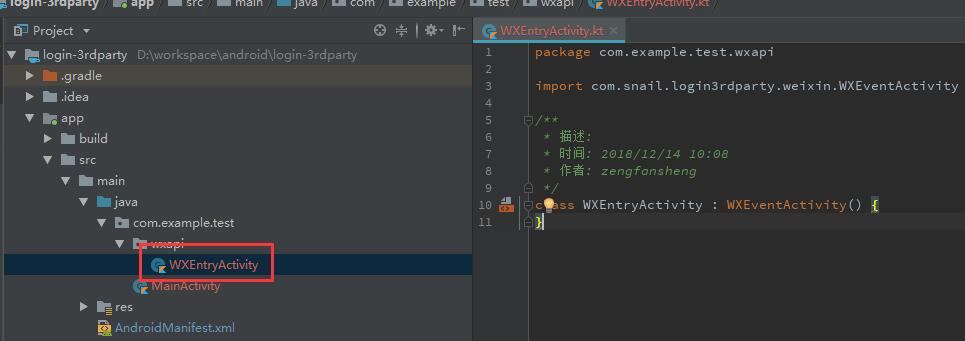 login-3rdparty app src main java com example test wxapi WXEntryActivity.kt
Project
login-3rdparty D:\workspace\android\login-3rdparty
.gradle
.idea
app
build
src
main
java
com.example.test
wxapi
WXEntryActivity
MainActivity
res
AndroidManifest.xml
WXEntryActivity.kt
1 package com.example.test.wxapi
2
3 import com.snail.login3rdparty.weixin.WXEventActivity
4
5 /**
6 * 描述:
7 * 时间: 2018/12/14 10:08
8 * 作者: zengfansheng
9 */
10 class WXEntryActivity : WXEventActivity() {
11 }